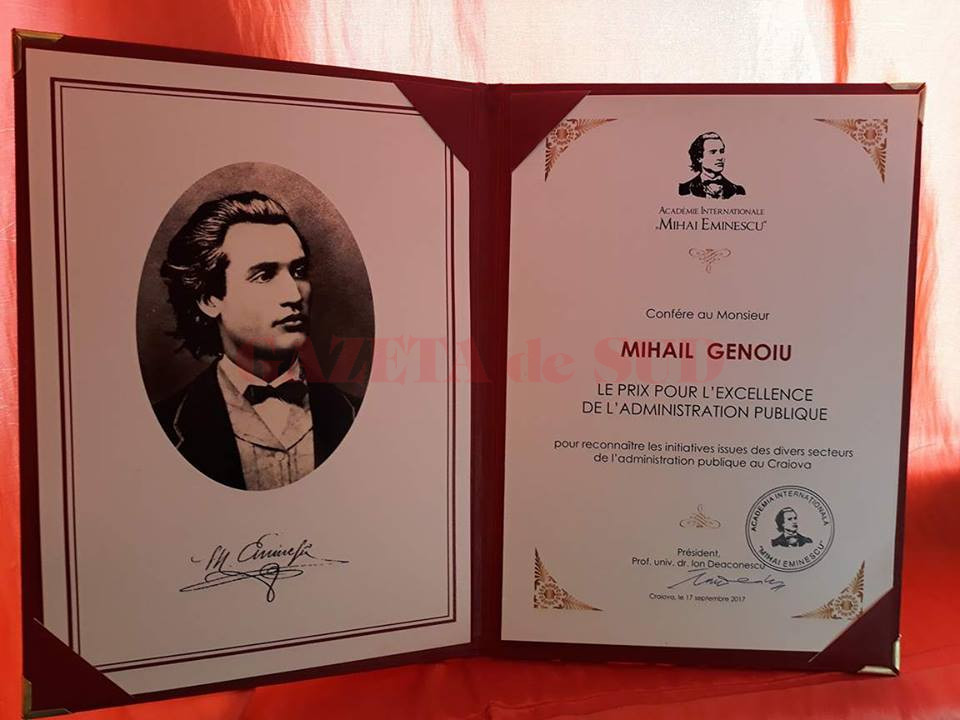 M. Eminescu
ACADÉMIE INTERNATIONALE
„MIHAI EMINESCU"
Confére au Monsieur
MIHAIL GENOIU
LE PRIX POUR L'EXCELLENCE
DE L'ADMINISTRATION PUBLIQUE
pour reconnaître les initiatives issues des divers secteurs
de l'administration publique au Craiova
Président,
Prof. univ. dr. Ion Deaconescu
Craiova, le 17 septembre 2017
ACADEMIA INTERNAȚIONALĂ
"MIHAI EMINESCU"
GAZETA de SUD